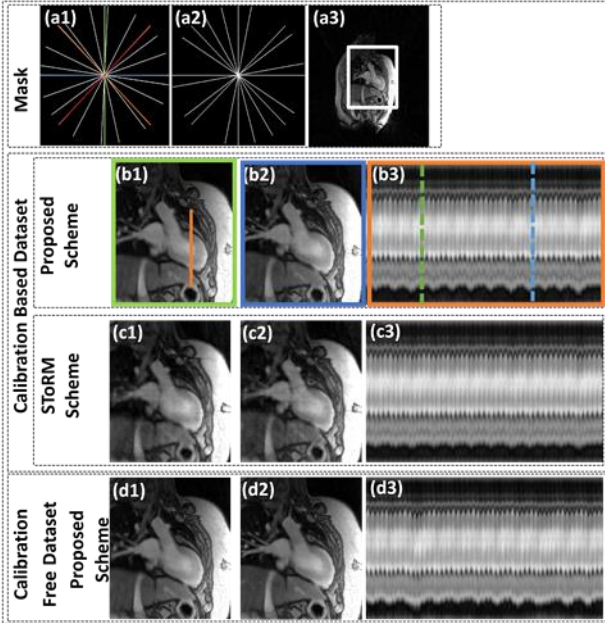 Mask
(a1) (a2) (a3)
Calibration Based Dataset
Proposed
Scheme
(b1) (b2) (b3)
SToRM
Scheme
(c1) (c2) (c3)
Calibration
Free Dataset
Proposed
Scheme
(d1) (d2) (d3)